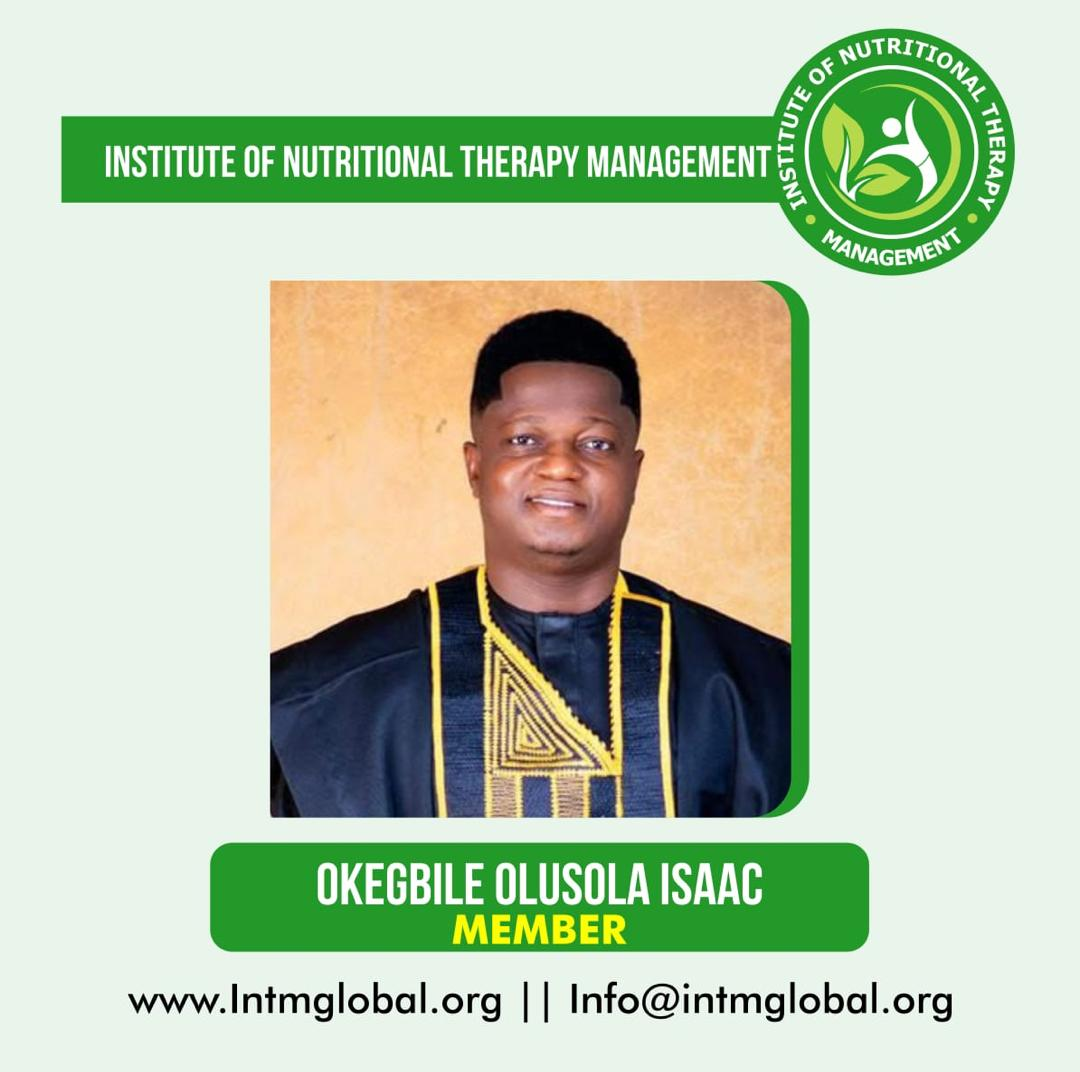 INSTITUTE OF NUTRITIONAL THERAPY MANAGEMENT
INSTITUTE OF NUTRITIONAL THERAPY
MANAGEMENT
OKEGBILE OLUSOLA ISAAC
MEMBER
www.Intmglobal.org || Info@intmglobal.org